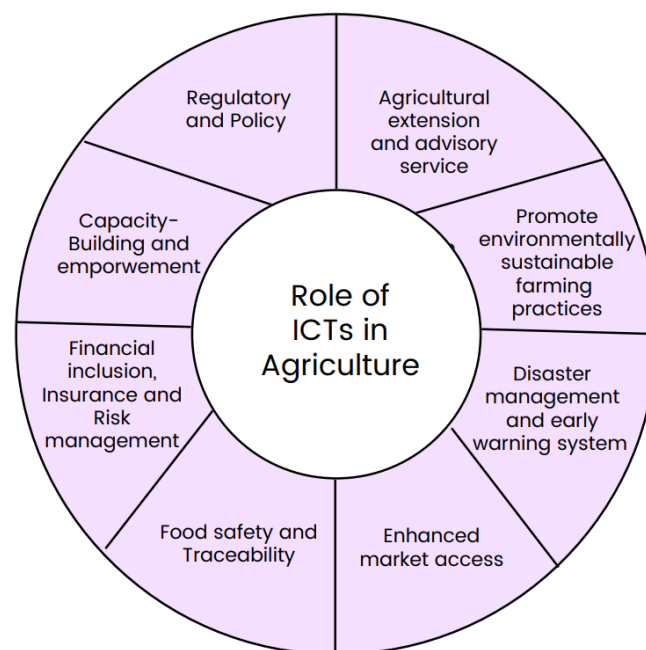 Role of
ICTs in
Agriculture
Agricultural
extension
and advisory
service
Promote
environmentally
sustainable
farming
practices
Disaster
management
and early
warning system
Enhanced
market access
Food safety and
Traceability
Financial
inclusion,
Insurance and
Risk
management
Capacity-
Building and
emporwement
Regulatory
and Policy